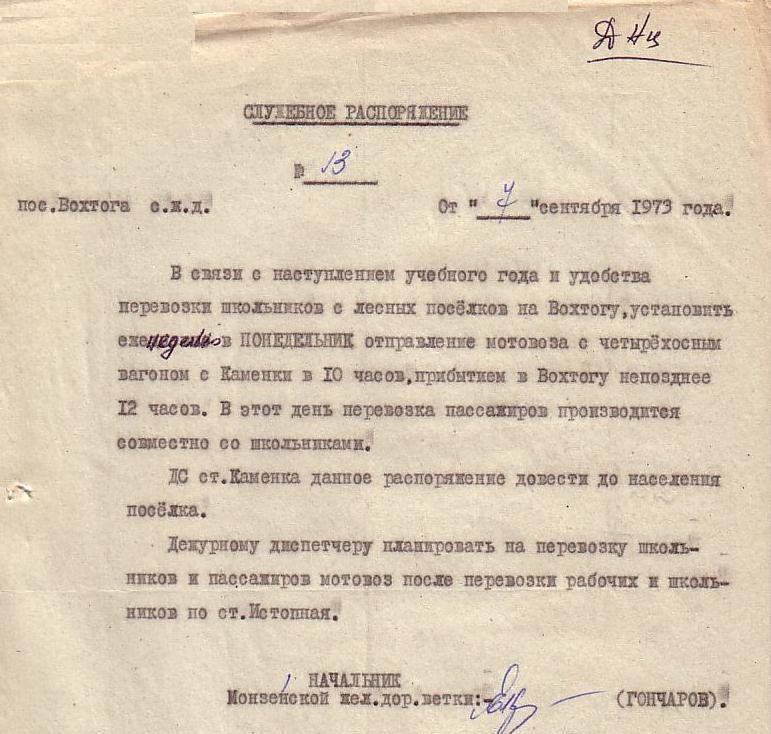 ДНЦ
СЛУЖЕБНОЕ РАСПОРЯЖЕНИЕ
№ 13
пос.Вохтога с.ж.д. От "7"сентября 1973 года.
В связи с наступлением учебного года и удобства
перевозки школьников с лесных посёлков на Вохтогу,установить
еженедельно в ПОНЕДЕЛЬНИК отправление мотовоза с четырёхосным
вагоном с Каменки в 10 часов,прибытием в Вохтогу непозднее
12 часов. В этот день перевозка пассажиров производится
совместно со школьниками.
ДС ст.Каменка данное распоряжение довести до населения
посёлка.
Дежурному диспетчеру планировать на перевозку школь-
ников и пассажиров мотовоз после перевозки рабочих и школь-
ников по ст.Истопная.
НАЧАЛЬНИК
Монзенской жел.дор.ветки:- (ГОНЧАРОВ).